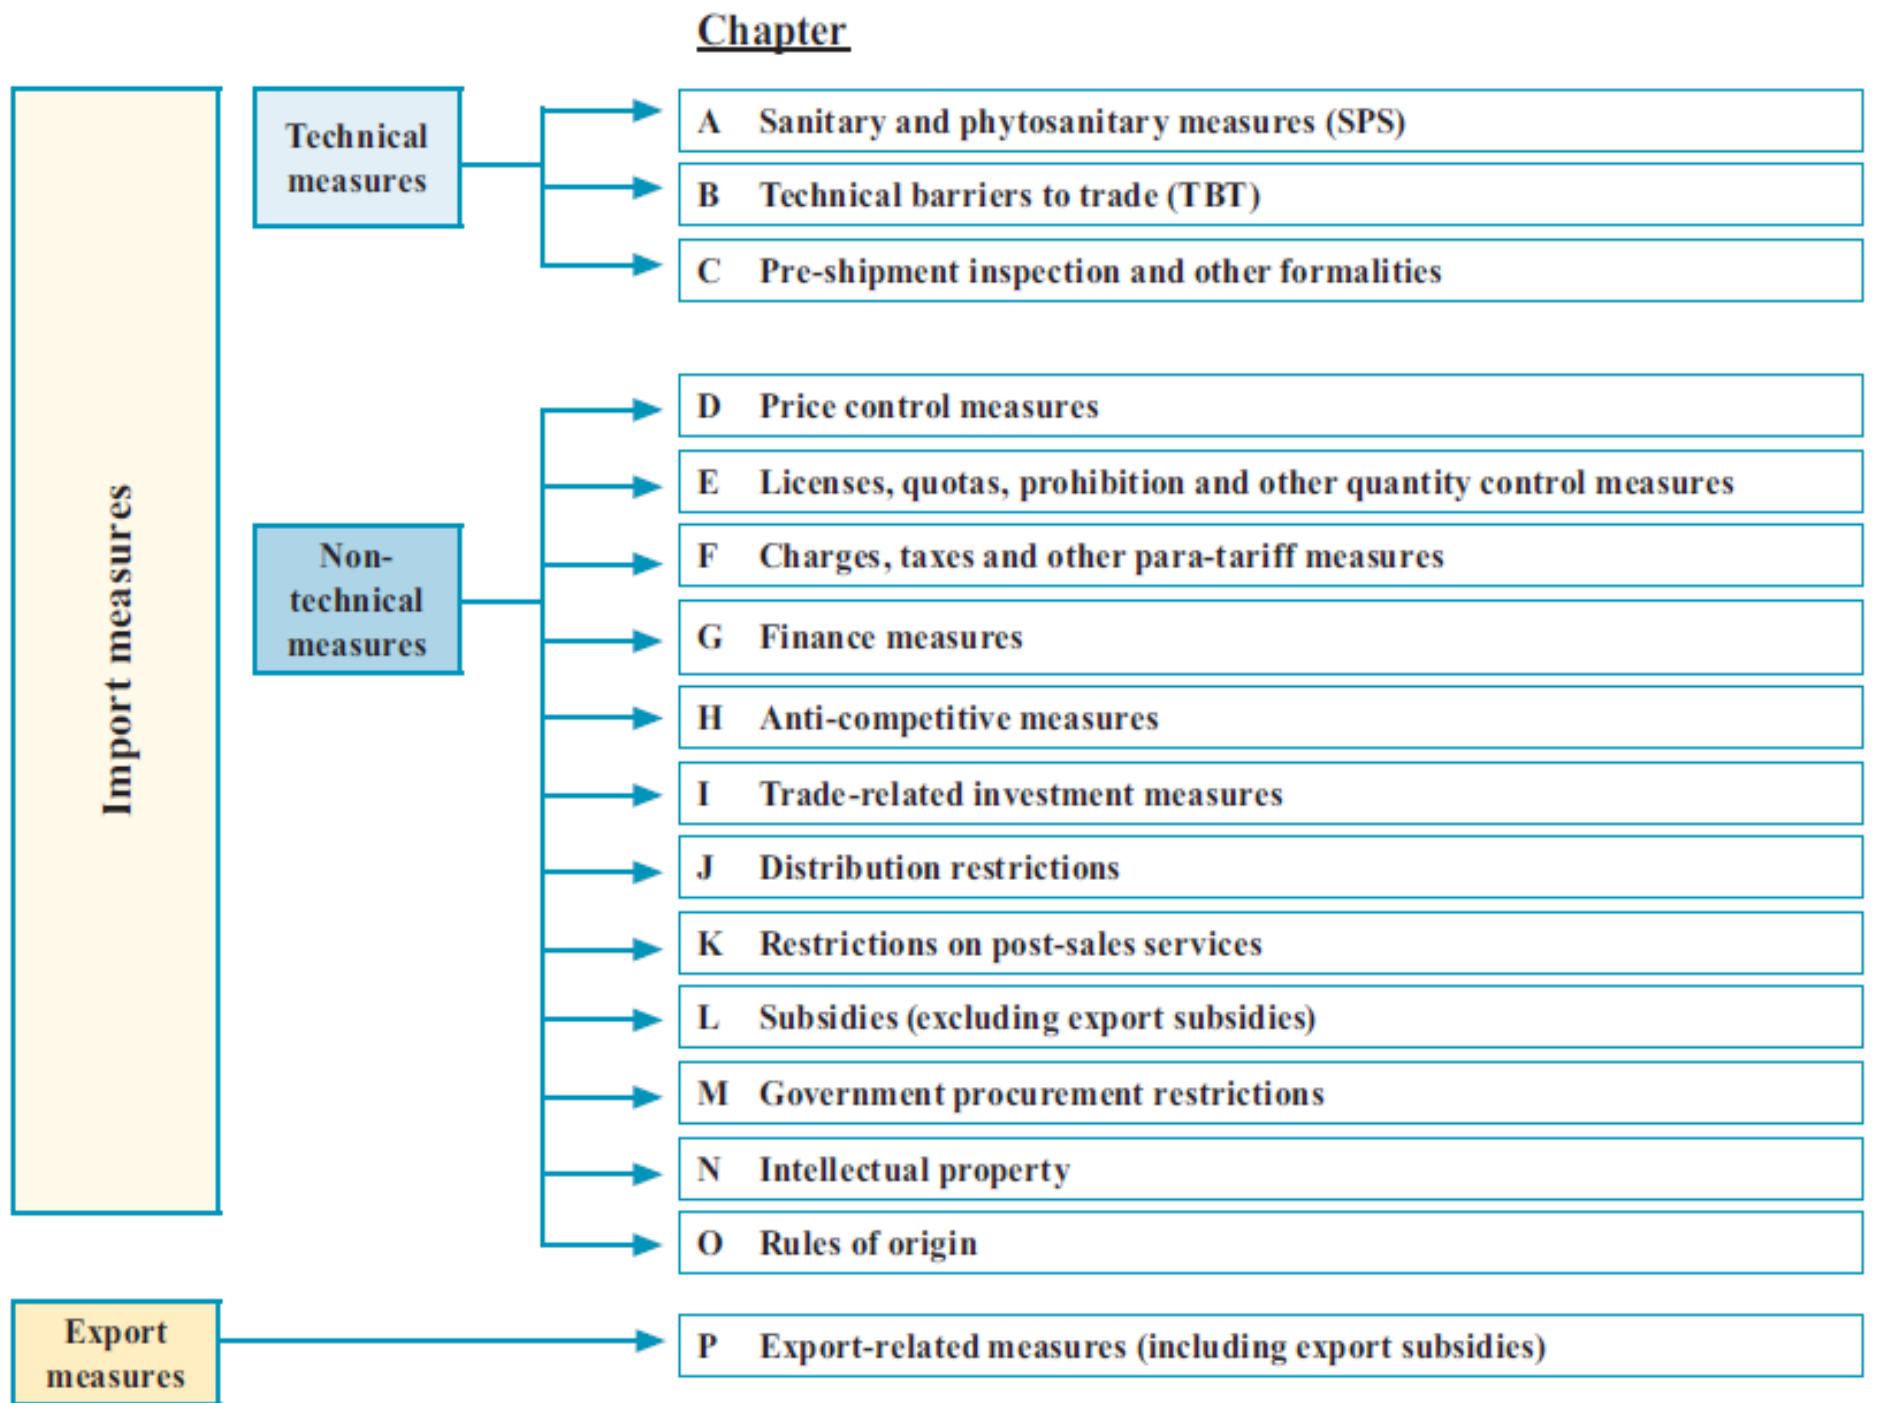 Chapter
Import measures
Technical
measures
A Sanitary and phytosanitary measures (SPS)
B Technical barriers to trade (TBT)
C Pre-shipment inspection and other formalities
Non-
technical
measures
D Price control measures
E Licenses, quotas, prohibition and other quantity control measures
F Charges, taxes and other para-tariff measures
G Finance measures
H Anti-competitive measures
I Trade-related investment measures
J Distribution restrictions
K Restrictions on post-sales services
L Subsidies (excluding export subsidies)
M Government procurement restrictions
N Intellectual property
O Rules of origin
Export
measures
P Export-related measures (including export subsidies)